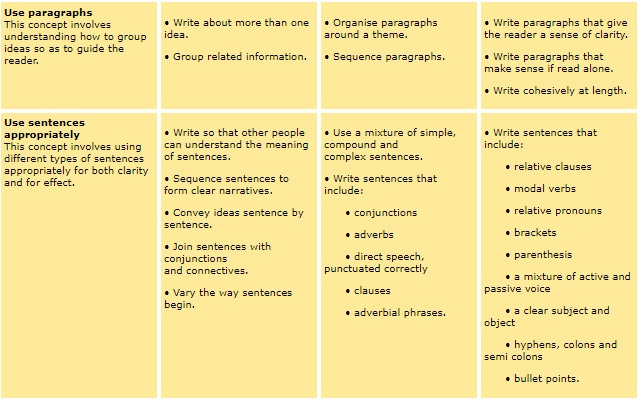 Use paragraphs
This concept involves
understanding how to group
ideas so as to guide the
reader.
• Write about more than one
idea.
• Group related information.
• Organise paragraphs
around a theme.
• Sequence paragraphs.
• Write paragraphs that give
the reader a sense of clarity.
• Write paragraphs that
make sense if read alone.
• Write cohesively at length.
Use sentences
appropriately
This concept involves using
different types of sentences
appropriately for both clarity
and for effect.
• Write so that other people
can understand the meaning
of sentences.
• Sequence sentences to
form clear narratives.
• Convey ideas sentence by
sentence.
• Join sentences with
conjunctions
and connectives.
• Vary the way sentences
begin.
• Use a mixture of simple,
compound and
complex sentences.
• Write sentences that
include:
• conjunctions
• adverbs
• direct speech,
punctuated correctly
• clauses
• adverbial phrases.
• Write sentences that
include:
• relative clauses
• modal verbs
• relative pronouns
• brackets
• parenthesis
• a mixture of active and
passive voice
• a clear subject and
object
• hyphens, colons and
semi colons
• bullet points.